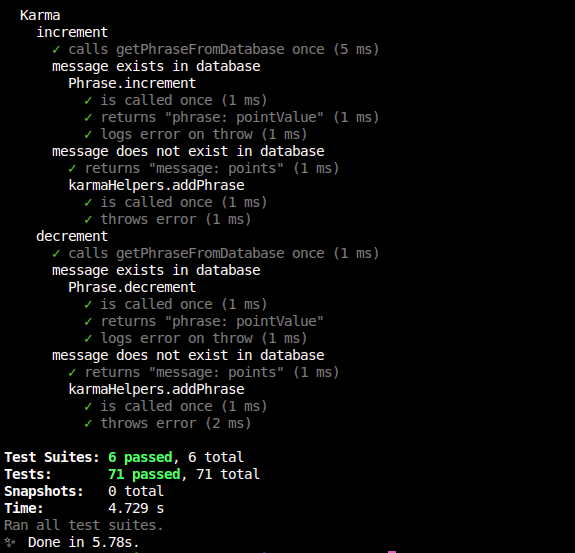 Karma
increment
✓ calls getPhraseFromDatabase once (5 ms)
message exists in database
Phrase.increment
✓ is called once (1 ms)
✓ returns "phrase: pointValue" (1 ms)
✓ logs error on throw (1 ms)
message does not exist in database
✓ returns "message: points" (1 ms)
karmaHelpers.addPhrase
✓ is called once (1 ms)
✓ throws error (1 ms)
decrement
✓ calls getPhraseFromDatabase once (1 ms)
message exists in database
Phrase.decrement
✓ is called once (1 ms)
✓ returns "phrase: pointValue"
✓ logs error on throw (1 ms)
message does not exist in database
✓ returns "message: points" (1 ms)
karmaHelpers.addPhrase
✓ is called once (1 ms)
✓ throws error (2 ms)
Test Suites: 6 passed, 6 total
Tests: 71 passed, 71 total
Snapshots: 0 total
Time: 4.729 s
Ran all test suites.
✨ Done in 5.78s.